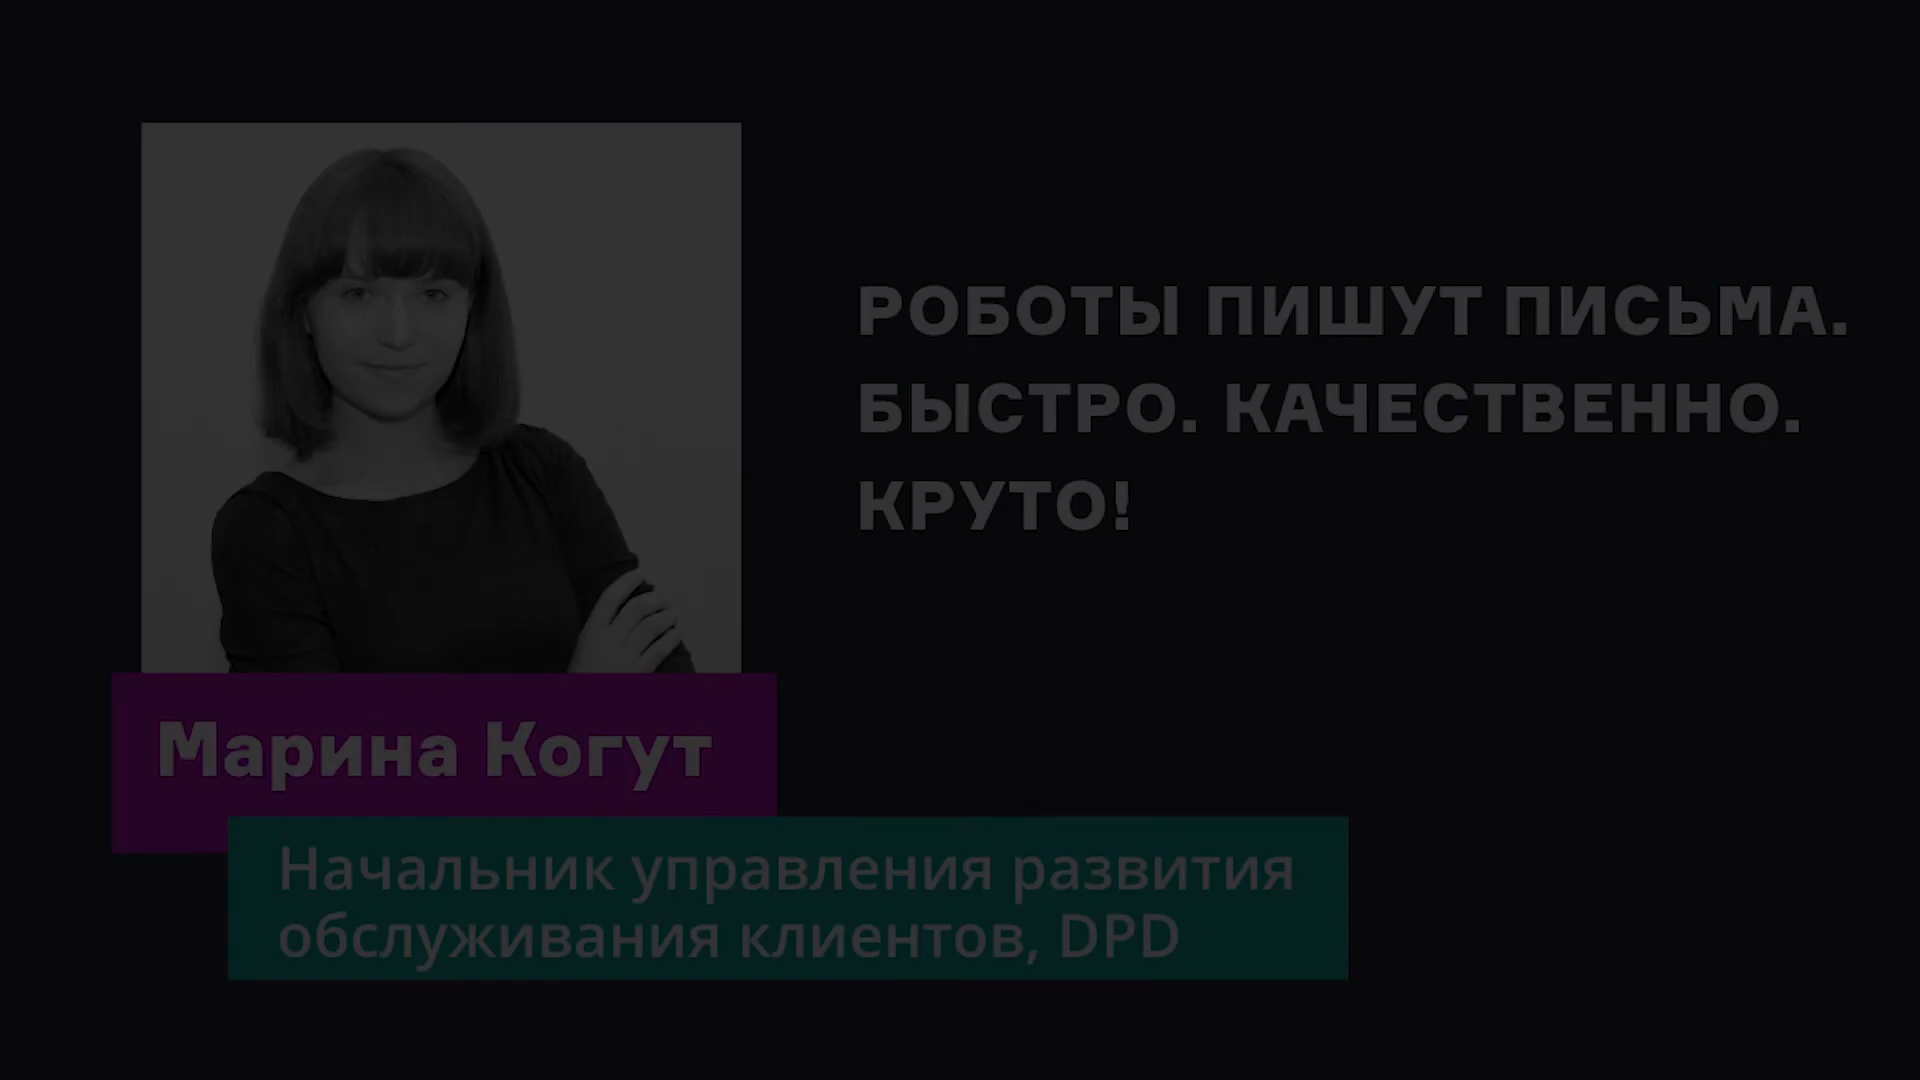 РОБОТЫ ПИШУТ ПИСЬМА.
БЫСТРО. КАЧЕСТВЕННО.
КРУТО!
Марина Когут
Начальник управления развития
обслуживания клиентов, DPD